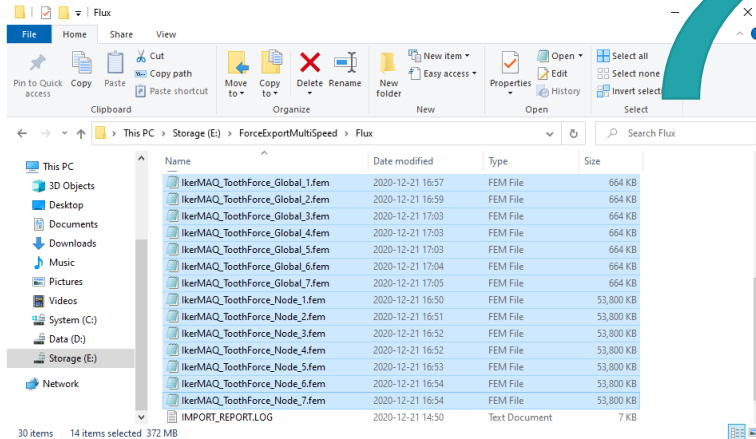 Flux
File Home Share View
Pin to Quick access Copy Paste Cut Copy path Paste shortcut Move to Copy to Delete Rename New folder New item Easy access Properties Open Edit History Select all Select none Invert select
Clipboard Organize New Open Select
This PC > Storage (E:) > ForceExportMultiSpeed > Flux Search Flux
Name Date modified Type Size
This PC
3D Objects
Desktop
Documents
Downloads
Music
Pictures
Videos
System (C:)
Data (D:)
Storage (E:)
Network
IkerMAQ_ToothForce_Global_1.fem 2020-12-21 16:57 FEM File 664 KB
IkerMAQ_ToothForce_Global_2.fem 2020-12-21 16:59 FEM File 664 KB
IkerMAQ_ToothForce_Global_3.fem 2020-12-21 17:03 FEM File 664 KB
IkerMAQ_ToothForce_Global_4.fem 2020-12-21 17:03 FEM File 664 KB
IkerMAQ_ToothForce_Global_5.fem 2020-12-21 17:03 FEM File 664 KB
IkerMAQ_ToothForce_Global_6.fem 2020-12-21 17:04 FEM File 664 KB
IkerMAQ_ToothForce_Global_7.fem 2020-12-21 17:05 FEM File 664 KB
IkerMAQ_ToothForce_Node_1.fem 2020-12-21 16:50 FEM File 53,800 KB
IkerMAQ_ToothForce_Node_2.fem 2020-12-21 16:51 FEM File 53,800 KB
IkerMAQ_ToothForce_Node_3.fem 2020-12-21 16:52 FEM File 53,800 KB
IkerMAQ_ToothForce_Node_4.fem 2020-12-21 16:52 FEM File 53,800 KB
IkerMAQ_ToothForce_Node_5.fem 2020-12-21 16:53 FEM File 53,800 KB
IkerMAQ_ToothForce_Node_6.fem 2020-12-21 16:54 FEM File 53,800 KB
IkerMAQ_ToothForce_Node_7.fem 2020-12-21 16:54 FEM File 53,800 KB
IMPORT_REPORT.LOG 2020-12-21 14:50 Text Document 7 KB
30 items 14 items selected 372 MB